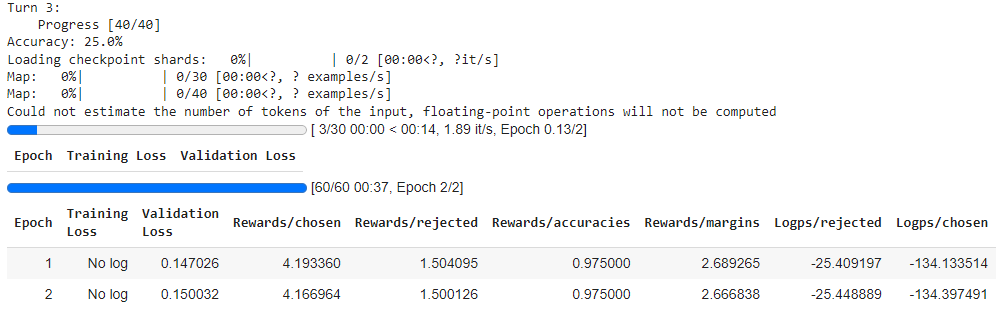 Turn 3:
Progress [40/40]
Accuracy: 25.0%
Loading checkpoint shards:   0%|          | 0/2 [00:00<?, ?it/s]
Map:   0%|          | 0/30 [00:00<?, ? examples/s]
Map:   0%|          | 0/40 [00:00<?, ? examples/s]
Could not estimate the number of tokens of the input, floating-point operations will not be computed
[ 3/30 00:00 < 00:14, 1.89 it/s, Epoch 0.13/2]
Epoch Training Loss Validation Loss
[60/60 00:37, Epoch 2/2]
Epoch Training Loss Validation Loss Rewards/chosen Rewards/rejected Rewards/accuracies Rewards/margins Logps/rejected Logps/chosen
1 No log 0.147026 4.193360 1.504095 0.975000 2.689265 -25.409197 -134.133514
2 No log 0.150032 4.166964 1.500126 0.975000 2.666838 -25.448889 -134.397491